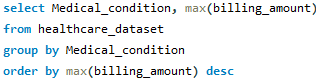 select Medical_condition, max(billing_amount)
from healthcare_dataset
group by Medical_condition
order by max(billing_amount) desc